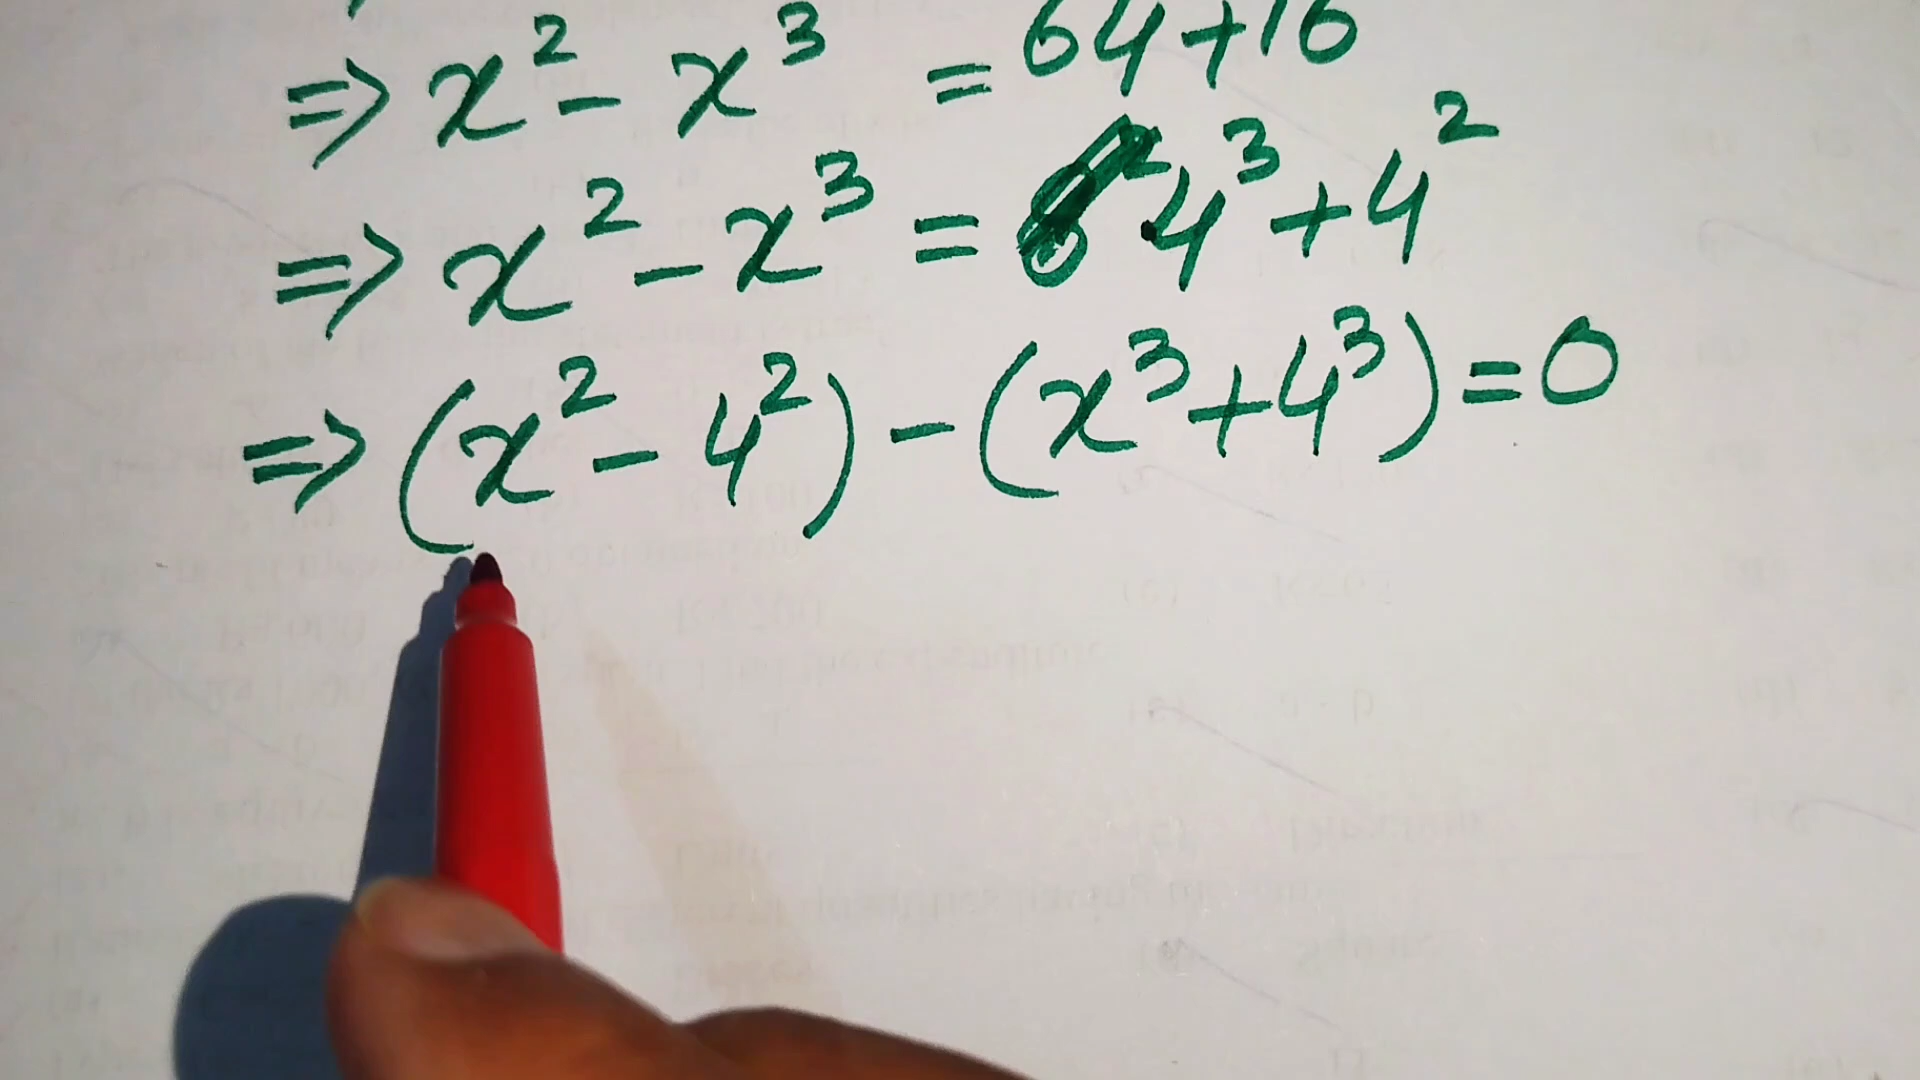 ⇒ x² - x³ = 64+16
⇒ x² - x³ = 4³ + 4²
⇒ (x² - 4²) - (x³ + 4³) = 0